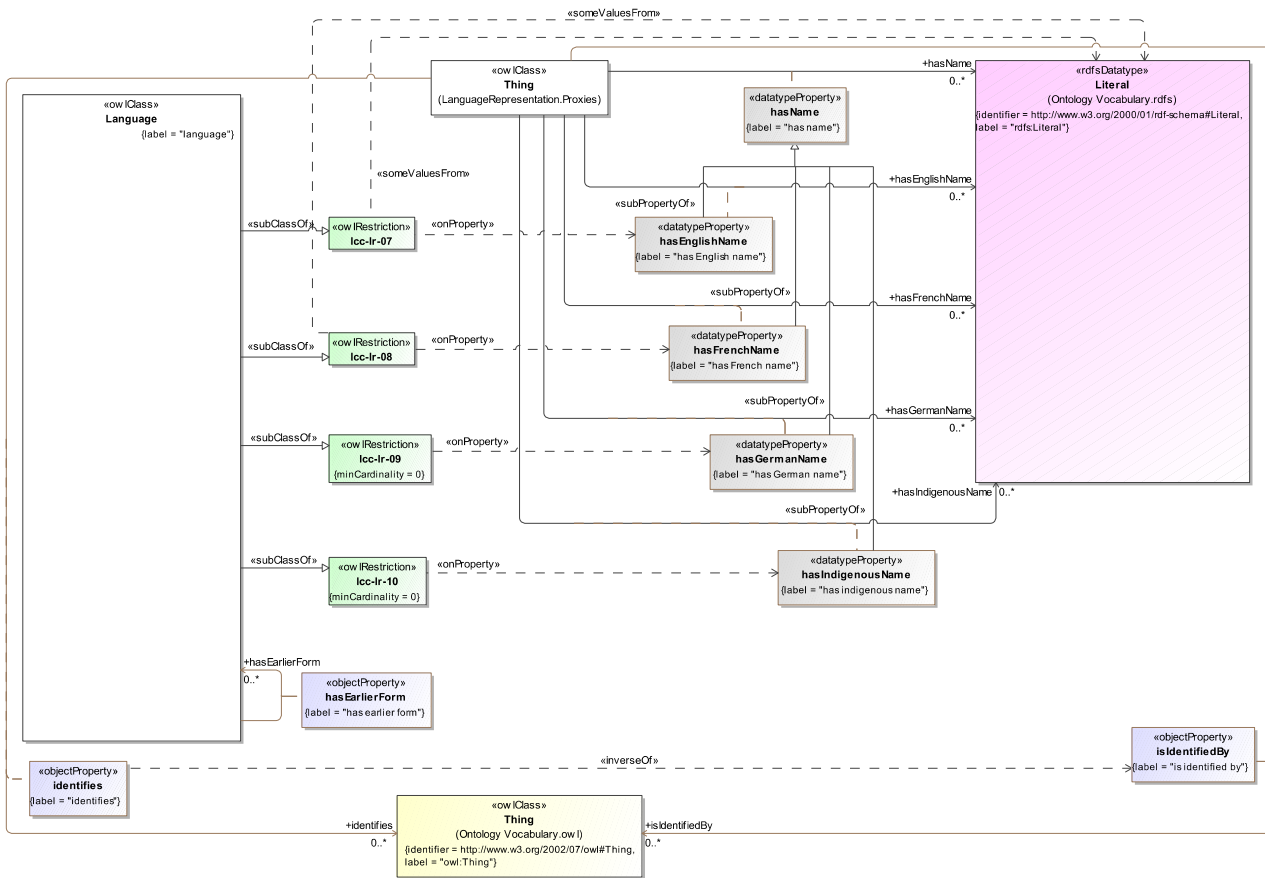 «someValuesFrom»
«owlClass»
Thing
(LanguageRepresentation.Proxies)
+hasName
0..*
«rdfsDatatype»
Literal
(Ontology Vocabulary.rdfs)
{identifier = http://www.w3.org/2000/01/rdf-schema#Literal,
label = "rdfs:Literal"}
«owlClass»
Language
{label = "language"}
«datatypeProperty»
hasName
{label = "has name"}
«someValuesFrom»
+hasEnglishName
0..*
«subPropertyOf»
«subClassOf»
«owlRestriction»
lcc-lr-07
«onProperty»
«datatypeProperty»
hasEnglishName
{label = "has English name"}
«subPropertyOf»
+hasFrenchName
0..*
«subClassOf»
«owlRestriction»
lcc-lr-08
«onProperty»
«datatypeProperty»
hasFrenchName
{label = "has French name"}
«subPropertyOf»
+hasGermanName
0..*
«subClassOf»
«owlRestriction»
lcc-lr-09
{minCardinality = 0}
«onProperty»
«datatypeProperty»
hasGermanName
{label = "has German name"}
+hasIndigenousName
0..*
«subPropertyOf»
«subClassOf»
«owlRestriction»
lcc-lr-10
{minCardinality = 0}
«onProperty»
«datatypeProperty»
hasIndigenousName
{label = "has indigenous name"}
+hasEarlierForm
0..*
«objectProperty»
hasEarlierForm
{label = "has earlier form"}
«objectProperty»
identifies
{label = "identifies"}
«inverseOf»
«objectProperty»
isIdentifiedBy
{label = "is identified by"}
+identifies
0..*
«owlClass»
Thing
(Ontology Vocabulary.owl)
{identifier = http://www.w3.org/2002/07/owl#Thing,
label = "owl:Thing"}
+isIdentifiedBy
0..*